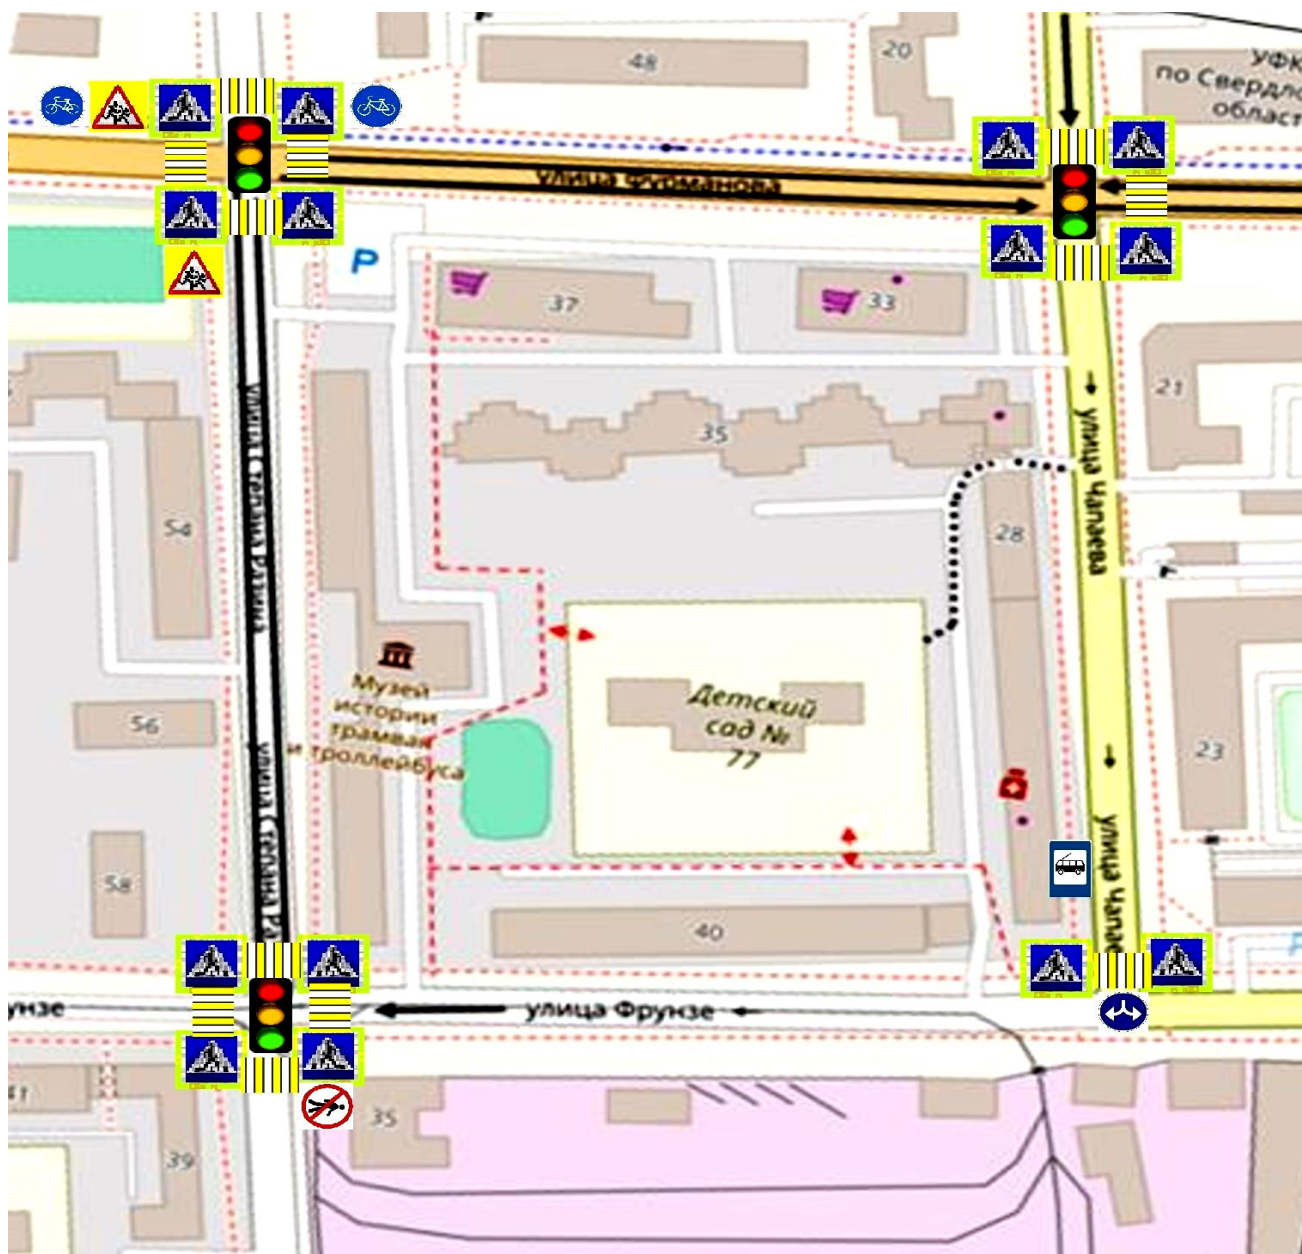 48
20
УФК
по Свердло
област
улица Фурманова
P
37
33
21
35
улица Чапаева
улица Степана Разина
54
28
Музей
истории
трамвая
и троллейбуса
Детский
сад №
77
56
23
улица Степана Ра
улица Чапае
58
40
унзе
улица Фрунзе
41
35
39